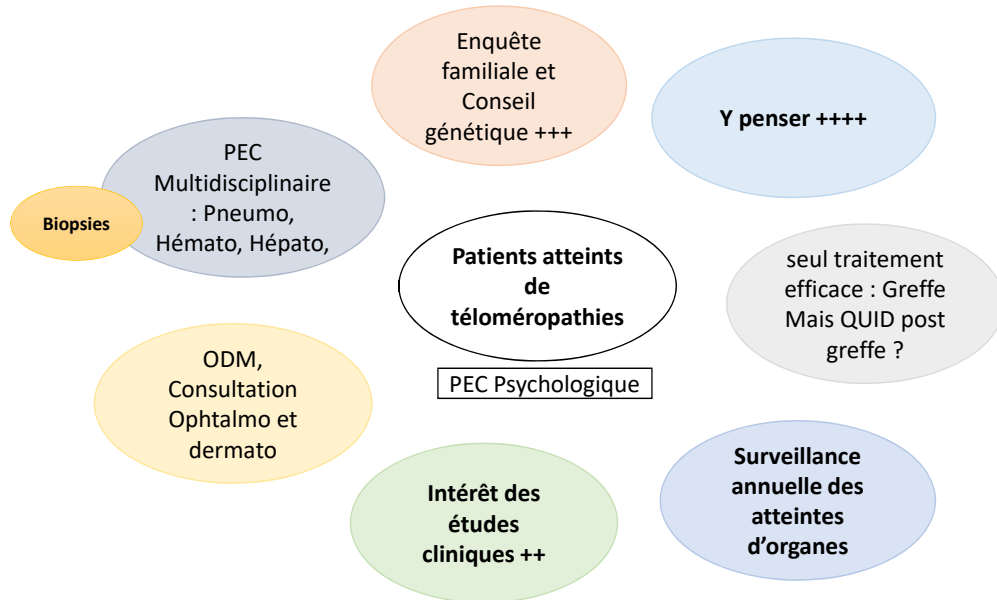 Enquête
familiale et
Conseil
génétique +++
Y penser ++++
PEC
Multidisciplinaire
: Pneumo,
Hémato, Hépato,
Biopsies
Patients atteints
de
téloméropathies
seul traitement
efficace : Greffe
Mais QUID post
greffe ?
PEC Psychologique
ODM,
Consultation
Ophtalmo et
dermato
Intérêt des
études
cliniques ++
Surveillance
annuelle des
atteintes
d’organes